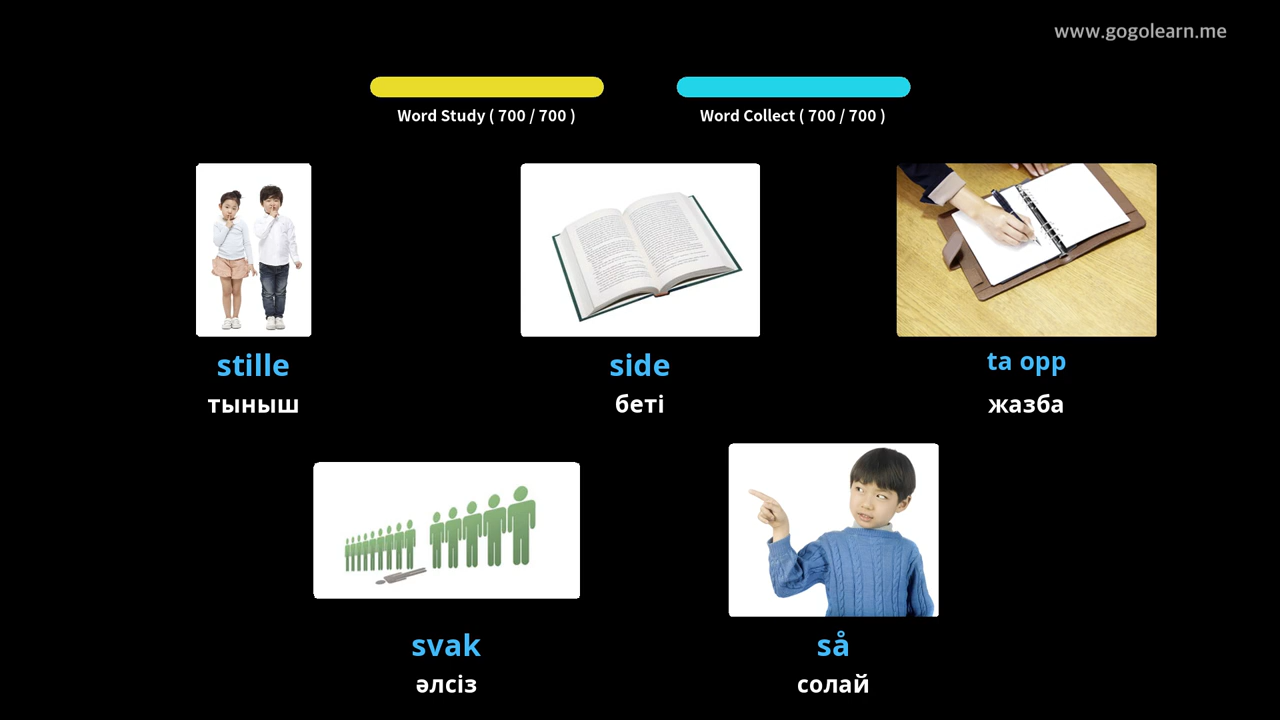 www.gogolearn.me
Word Study ( 700 / 700 )
Word Collect ( 700 / 700 )
stille
тыныш
side
беті
ta opp
жазба
svak
әлсіз
så
солай